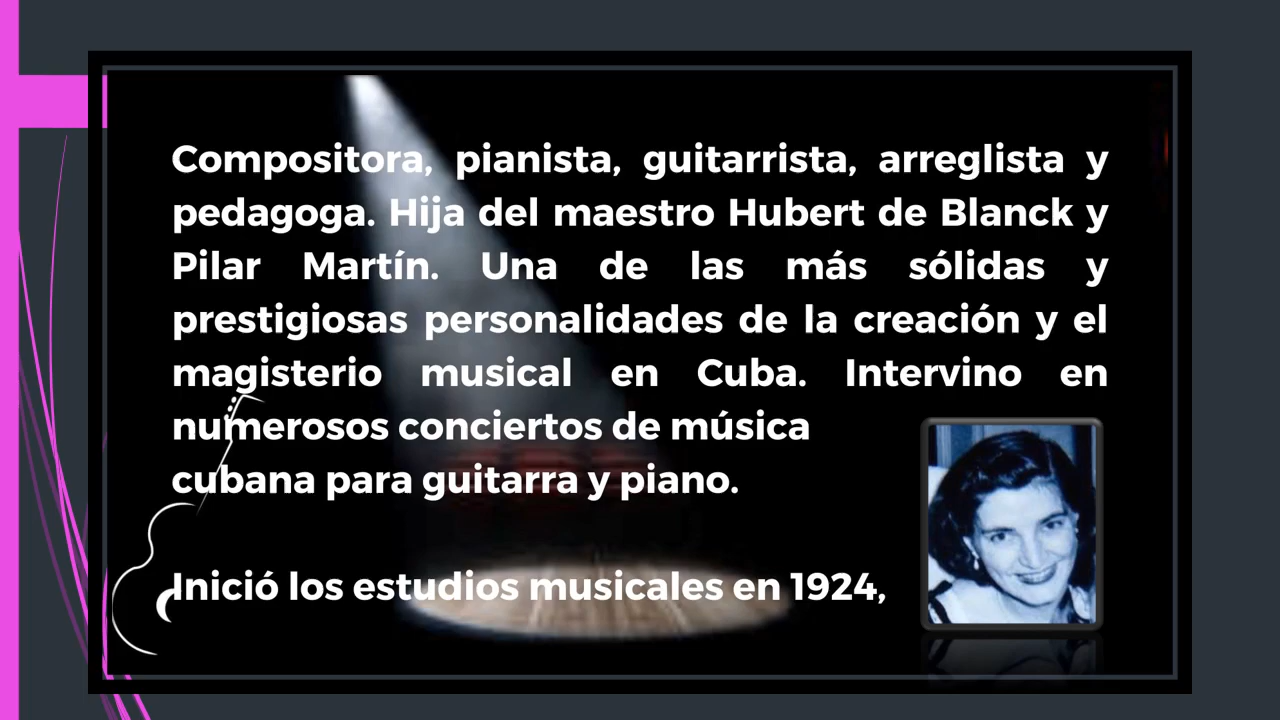 Compositora, pianista, guitarrista, arreglista y
pedagoga. Hija del maestro Hubert de Blanck y
Pilar Martín. Una de las más sólidas y
prestigiosas personalidades de la creación y el
magisterio musical en Cuba. Intervino en
numerosos conciertos de música
cubana para guitarra y piano.
Inició los estudios musicales en 1924,